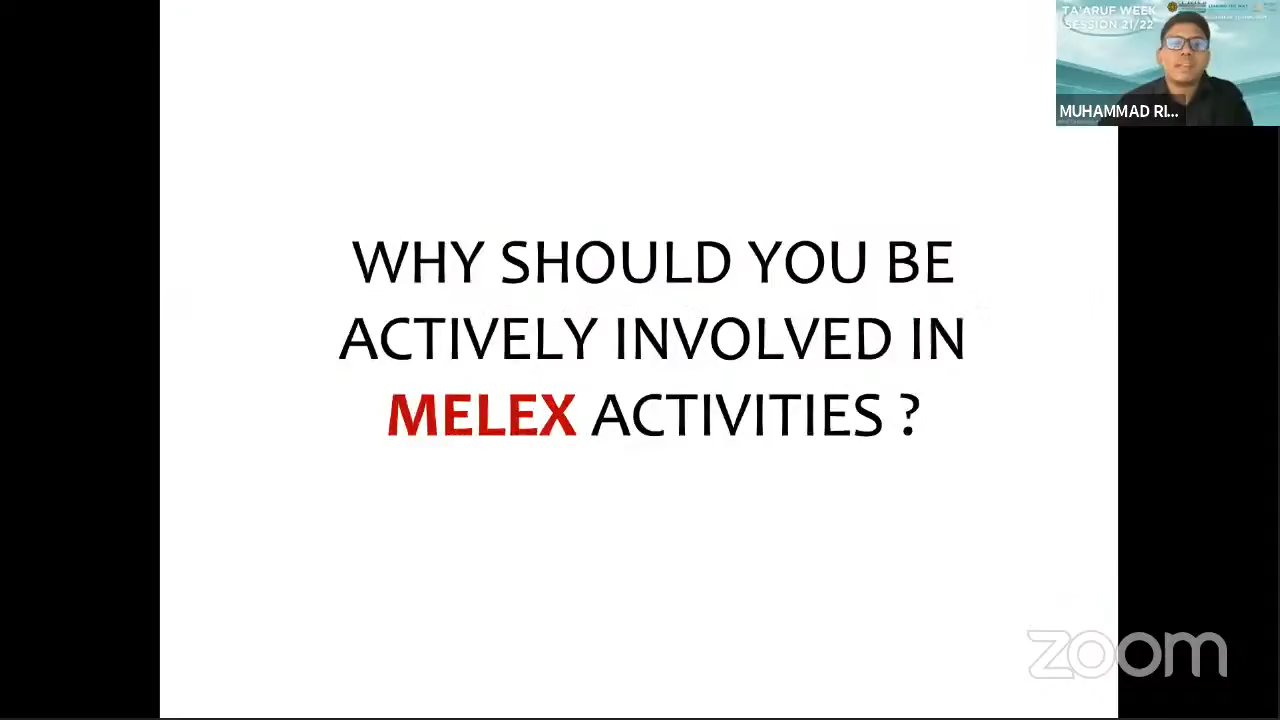 TA'ARUF WEEK
SESSION 21/22
MUHAMMAD RI...
WHY SHOULD YOU BE
ACTIVELY INVOLVED IN
MELEX ACTIVITIES ?
zoom